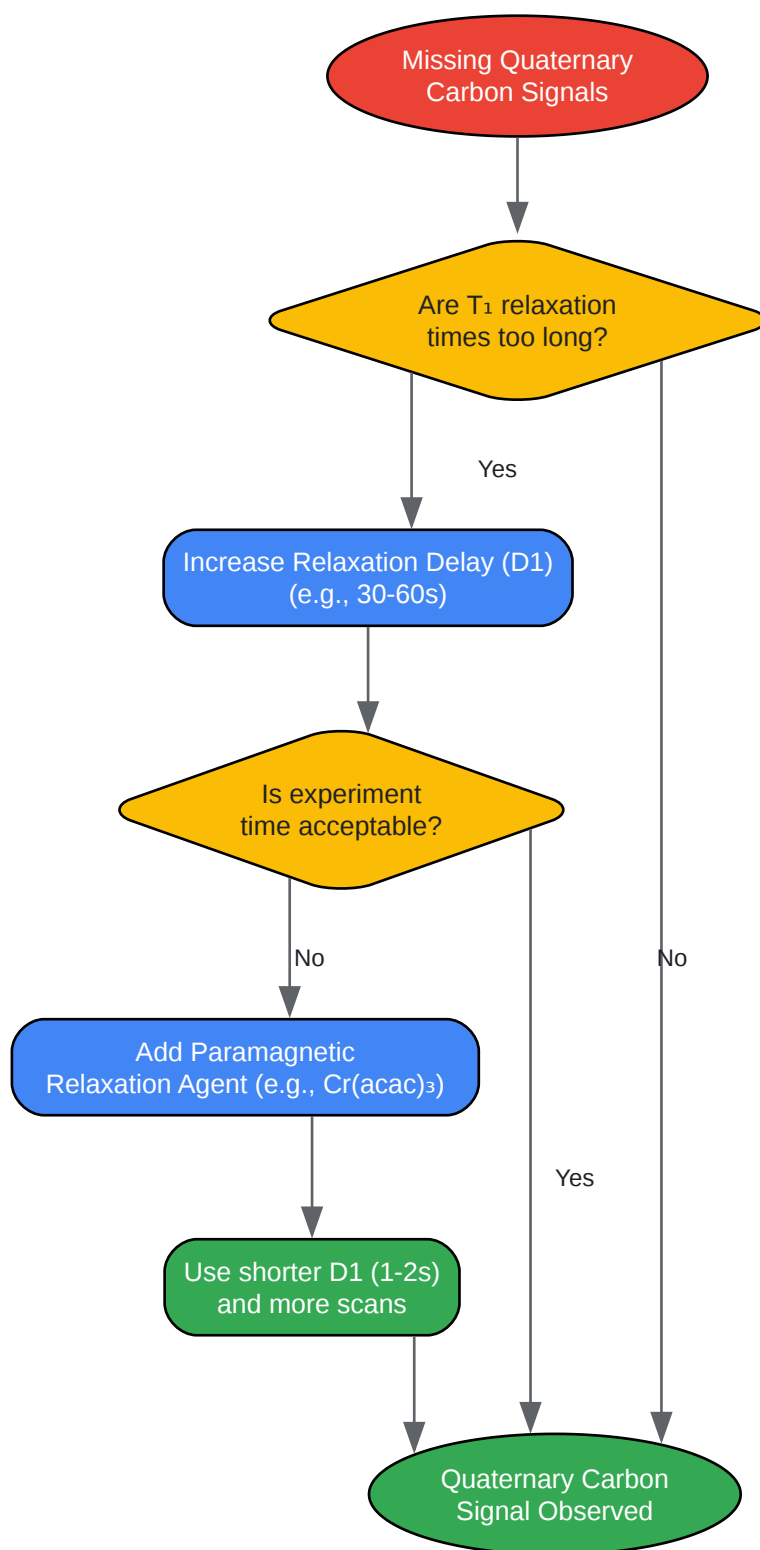 Missing Quaternary
Carbon Signals
Are T₁ relaxation
times too long?
Yes
Increase Relaxation Delay (D1)
(e.g., 30-60s)
Is experiment
time acceptable?
No
No
Add Paramagnetic
Relaxation Agent (e.g., Cr(acac)₃)
Yes
Use shorter D1 (1-2s)
and more scans
Quaternary Carbon
Signal Observed